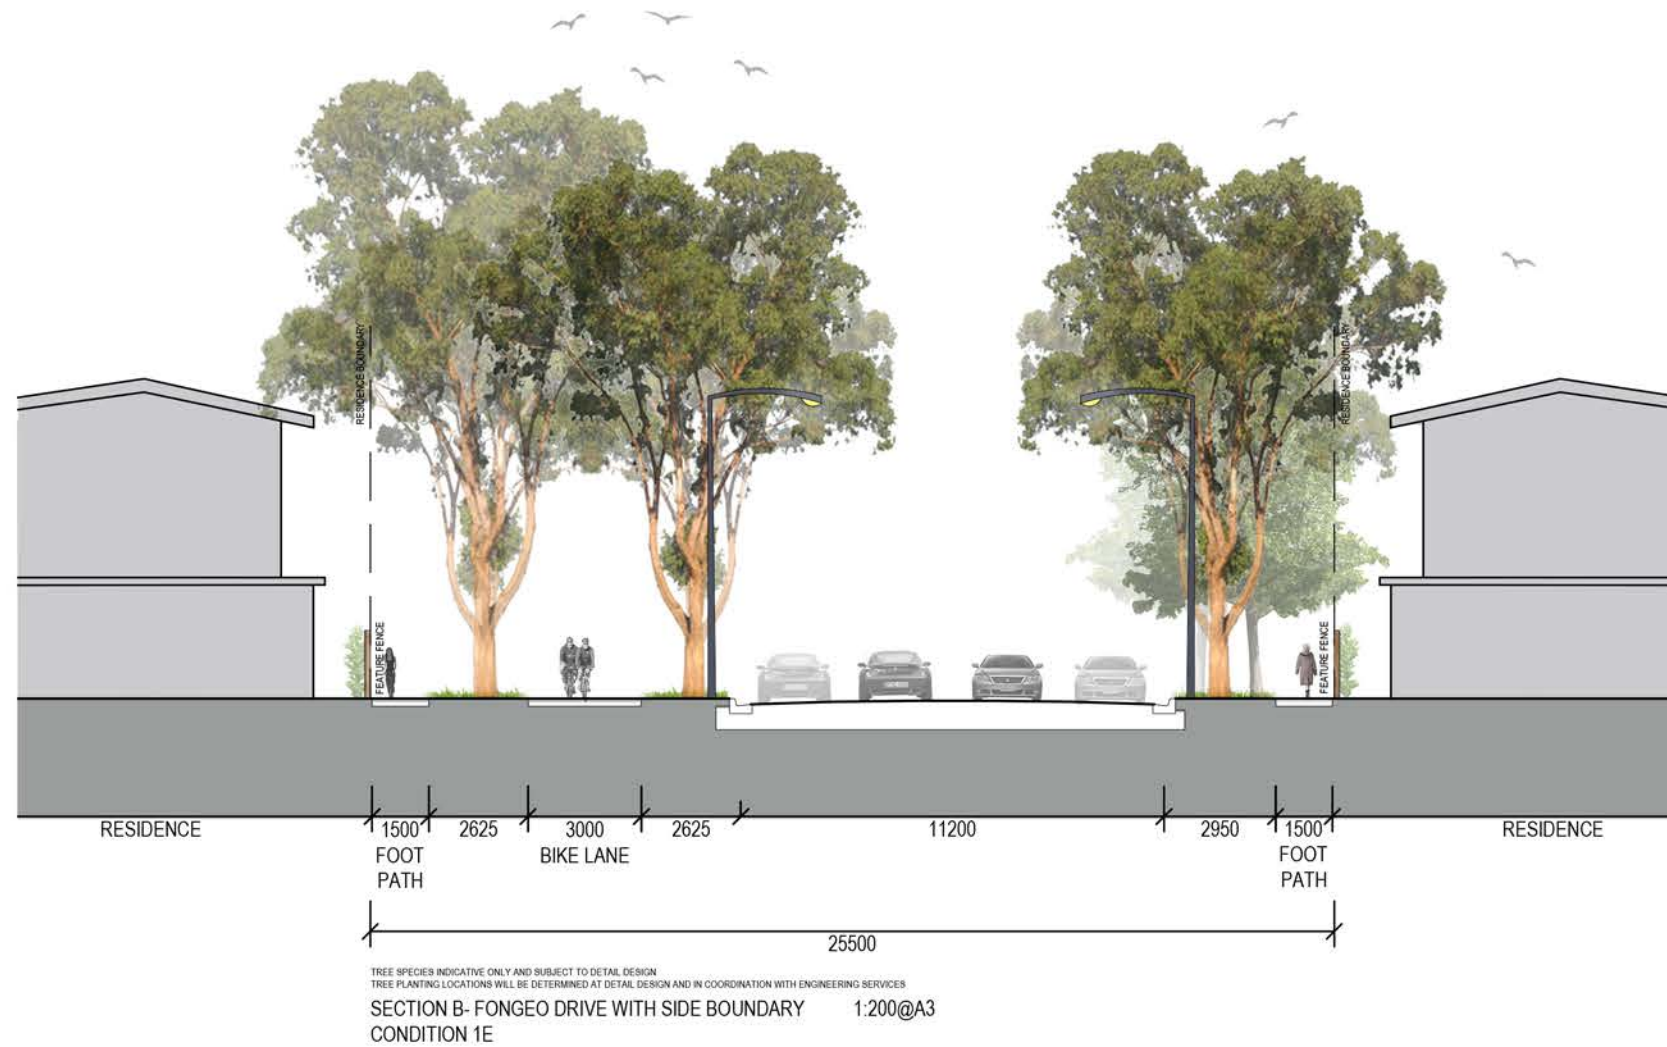 RESIDENCE BOUNDARY
RESIDENCE BOUNDARY
FEATURE FENCE
FEATURE FENCE
RESIDENCE
1500
FOOT
PATH
2625
3000
BIKE LANE
2625
11200
2950
1500
FOOT
PATH
RESIDENCE
25500
TREE SPECIES INDICATIVE ONLY AND SUBJECT TO DETAIL DESIGN
TREE PLANTING LOCATIONS WILL BE DETERMINED AT DETAIL DESIGN AND IN COORDINATION WITH ENGINEERING SERVICES
SECTION B- FONGEO DRIVE WITH SIDE BOUNDARY 1:200@A3
CONDITION 1E